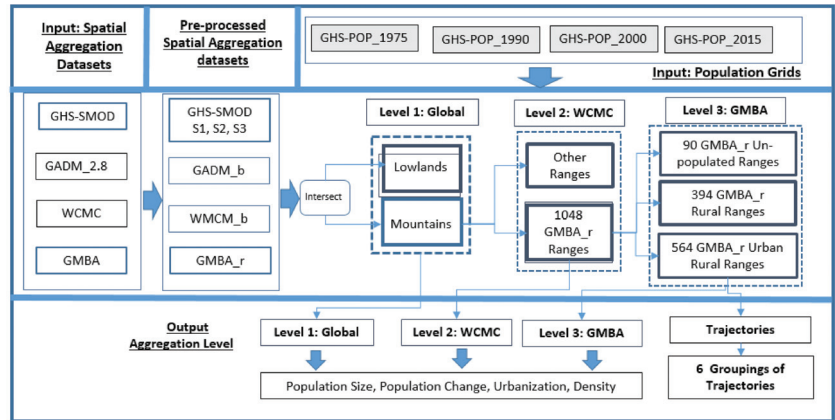 Input: Spatial
Aggregation
Datasets
Pre-processed
Spatial Aggregation
datasets
GHS-POP_1975
GHS-POP_1990
GHS-POP_2000
GHS-POP_2015
Input: Population Grids
GHS-SMOD
GADM_2.8
WCMC
GMBA
GHS-SMOD
S1, S2, S3
GADM_b
WMCM_b
GMBA_r
Intersect
Level 1: Global
Lowlands
Mountains
Level 2: WCMC
Other
Ranges
1048
GMBA_r
Ranges
Level 3: GMBA
90 GMBA_r Un-
populated Ranges
394 GMBA_r
Rural Ranges
564 GMBA_r Urban
Rural Ranges
Output
Aggregation Level
Level 1: Global
Level 2: WCMC
Level 3: GMBA
Population Size, Population Change, Urbanization, Density
Trajectories
6 Groupings of
Trajectories